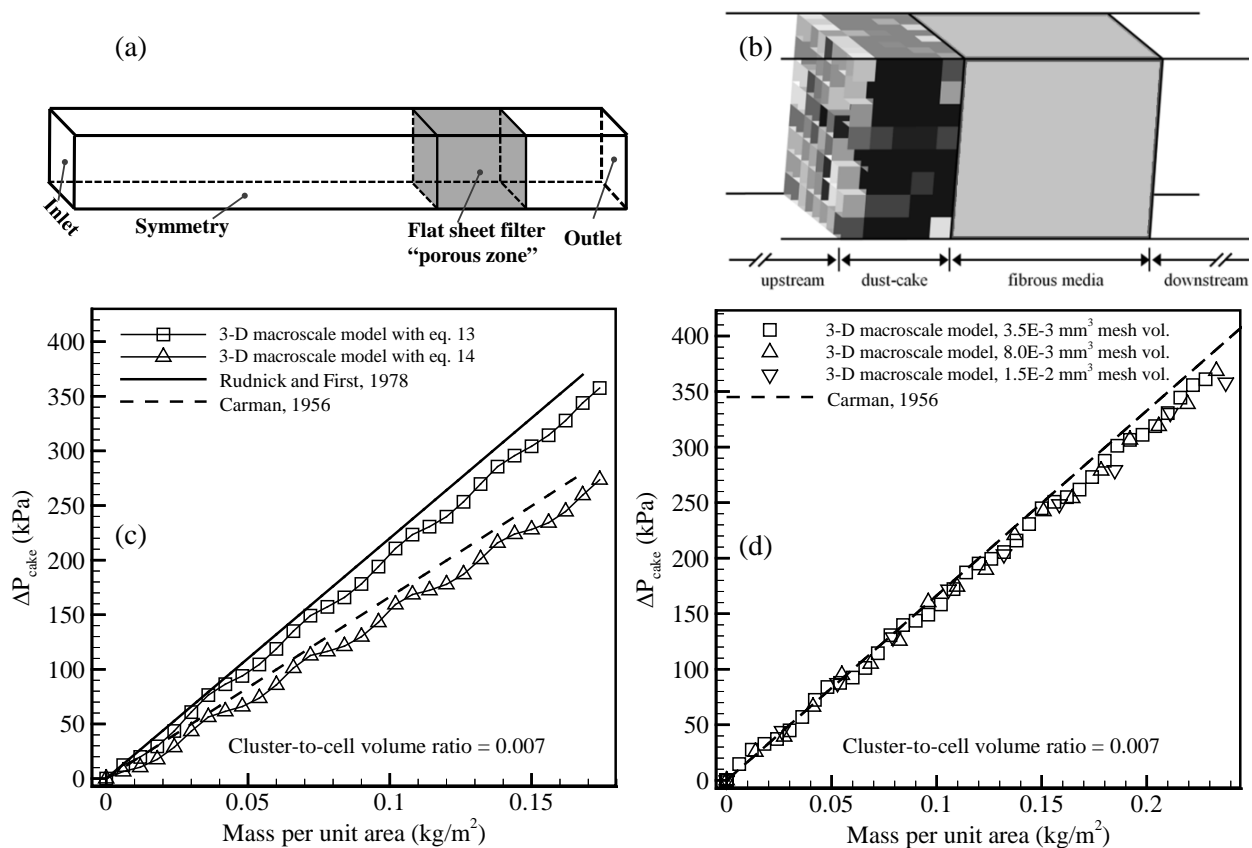 (a)
Inlet
Symmetry
Flat sheet filter
“porous zone”
Outlet
(b)
upstream
dust-cake
fibrous media
downstream
3-D macroscale model with eq. 13
3-D macroscale model with eq. 14
Rudnick and First, 1978
Carman, 1956
(c)
Cluster-to-cell volume ratio = 0.007
ΔP_cake (kPa)
400
350
300
250
200
150
100
50
0
0
0.05
0.1
0.15
Mass per unit area (kg/m²)
3-D macroscale model, 3.5E-3 mm³ mesh vol.
3-D macroscale model, 8.0E-3 mm³ mesh vol.
3-D macroscale model, 1.5E-2 mm³ mesh vol.
Carman, 1956
(d)
Cluster-to-cell volume ratio = 0.007
ΔP_cake (kPa)
400
350
300
250
200
150
100
50
0
0
0.05
0.1
0.15
0.2
Mass per unit area (kg/m²)